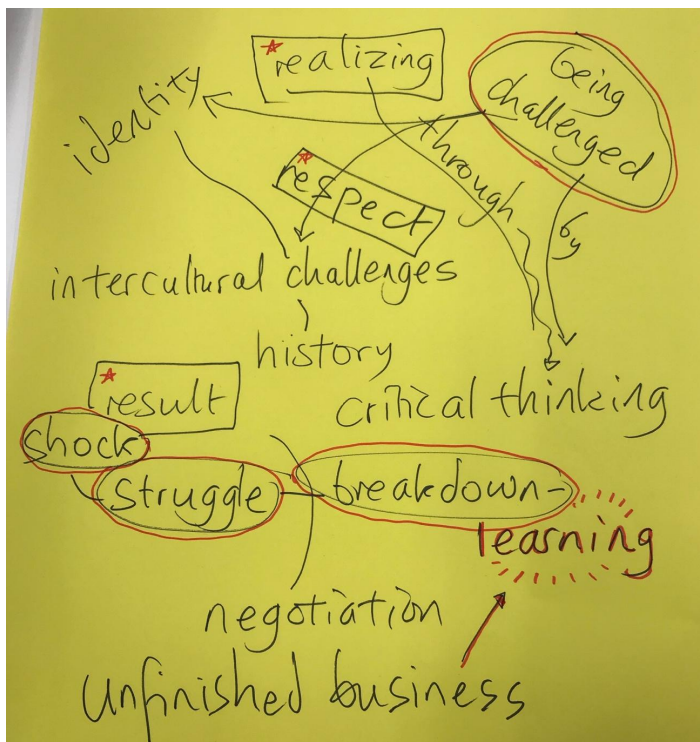 realizing
being
challenged
identity
through
respect
by
intercultural challenges
history
result
critical thinking
shock
struggle
breakdown-
learning
negotiation
unfinished business